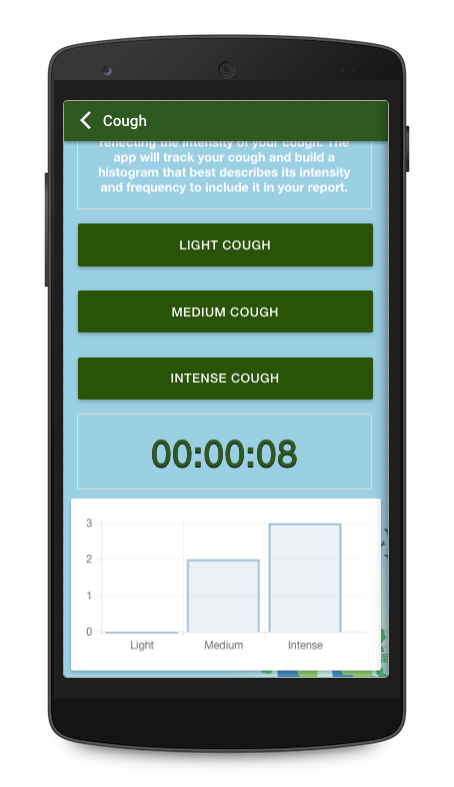 Cough
reflecting the intensity of your cough. The
app will track your cough and build a
histogram that best describes its intensity
and frequency to include it in your report.
LIGHT COUGH
MEDIUM COUGH
INTENSE COUGH
00:00:08
3
2
1
0
Light Medium Intense